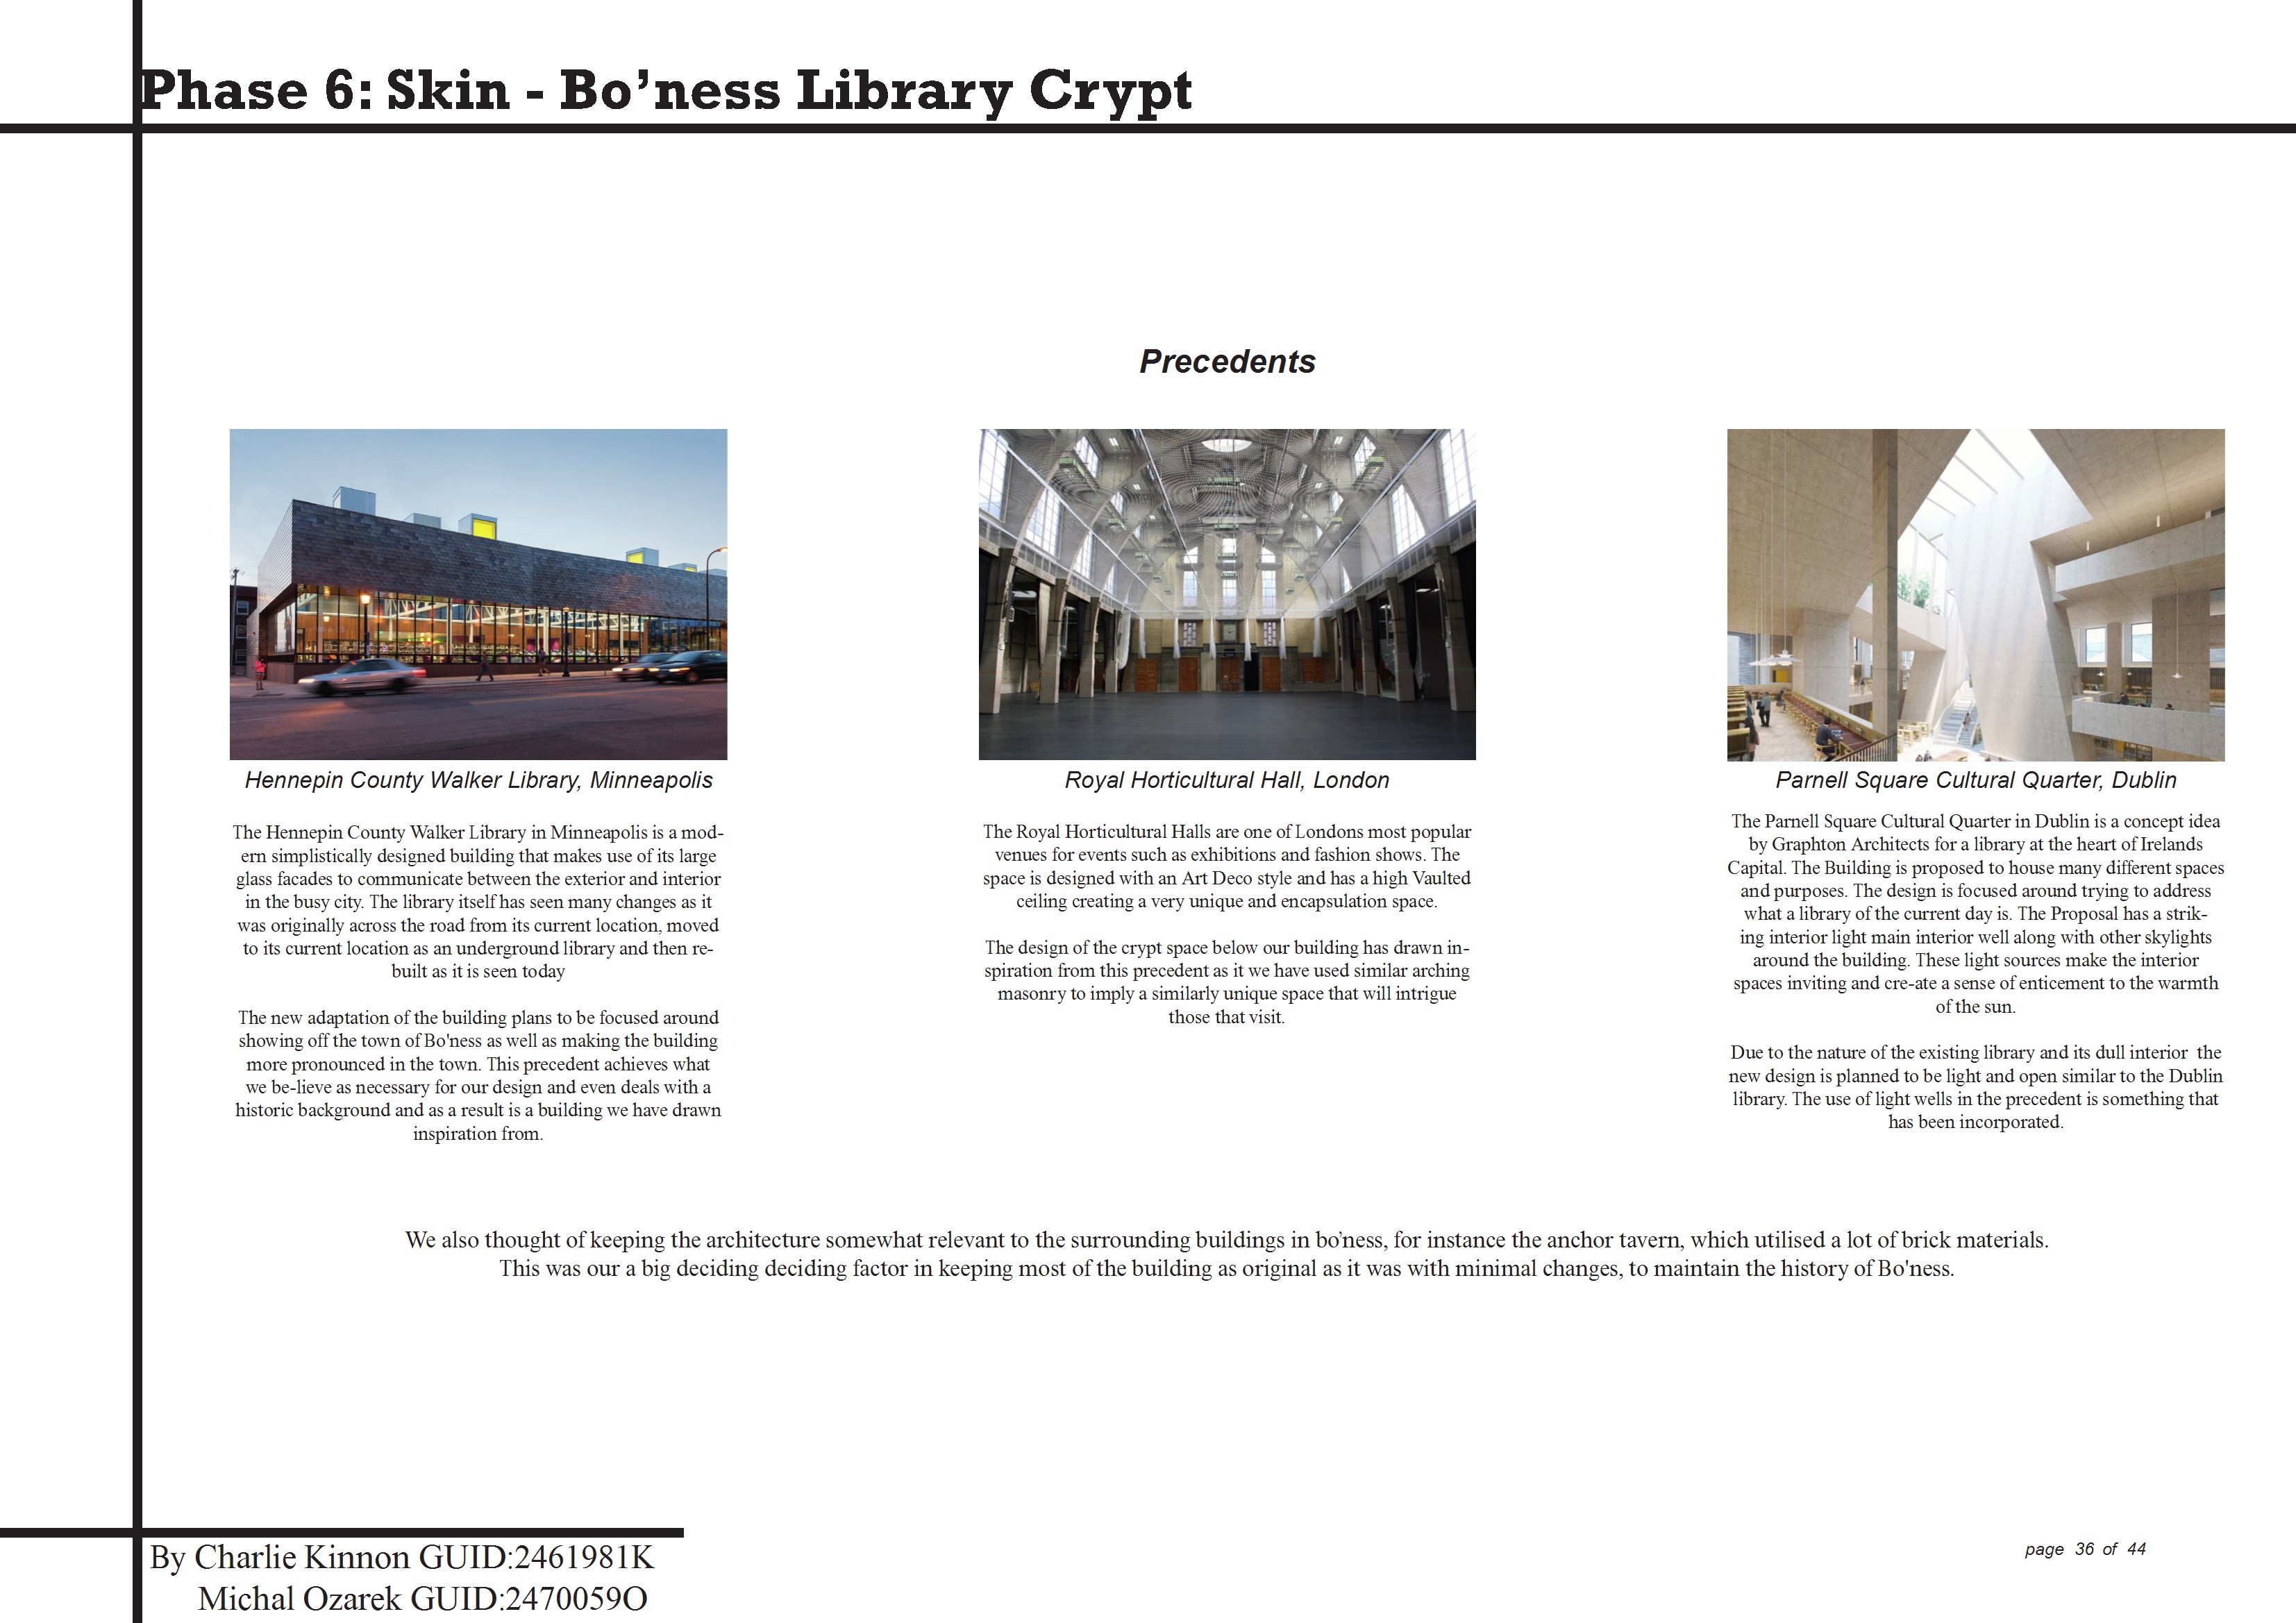 Phase 6: Skin - Bo’ness Library Crypt
Precedents
Hennepin County Walker Library, Minneapolis
The Hennepin County Walker Library in Minneapolis is a mod-
ern simplistically designed building that makes use of its large
glass facades to communicate between the exterior and interior
in the busy city. The library itself has seen many changes as it
was originally across the road from its current location, moved
to its current location as an underground library and then re-
built as it is seen today
The new adaptation of the building plans to be focused around
showing off the town of Bo'ness as well as making the building
more pronounced in the town. This precedent achieves what
we be-lieve as necessary for our design and even deals with a
historic background and as a result is a building we have drawn
inspiration from.
Royal Horticultural Hall, London
The Royal Horticultural Halls are one of Londons most popular
venues for events such as exhibitions and fashion shows. The
space is designed with an Art Deco style and has a high Vaulted
ceiling creating a very unique and encapsulation space.
The design of the crypt space below our building has drawn in-
spiration from this precedent as it we have used similar arching
masonry to imply a similarly unique space that will intrigue
those that visit.
Parnell Square Cultural Quarter, Dublin
The Parnell Square Cultural Quarter in Dublin is a concept idea
by Graphton Architects for a library at the heart of Irelands
Capital. The Building is proposed to house many different spaces
and purposes. The design is focused around trying to address
what a library of the current day is. The Proposal has a strik-
ing interior light main interior well along with other skylights
around the building. These light sources make the interior
spaces inviting and cre-ate a sense of enticement to the warmth
of the sun.
Due to the nature of the existing library and its dull interior  the
new design is planned to be light and open similar to the Dublin
library. The use of light wells in the precedent is something that
has been incorporated.
We also thought of keeping the architecture somewhat relevant to the surrounding buildings in bo’ness, for instance the anchor tavern, which utilised a lot of brick materials.
This was our a big deciding deciding factor in keeping most of the building as original as it was with minimal changes, to maintain the history of Bo'ness.
By Charlie Kinnon GUID:2461981K
Michal Ozarek GUID:2470059O
page 36 of 44